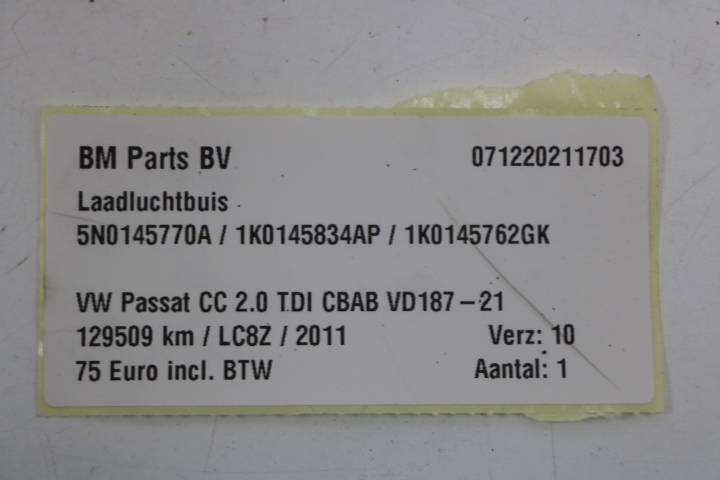 BM Parts BV 071220211703
Laadluchtbuis
5N0145770A / 1K0145834AP / 1K0145762GK
VW Passat CC 2.0 TDI CBAB VD187-21
129509 km / LC8Z / 2011 Verz: 10
75 Euro incl. BTW Aantal: 1